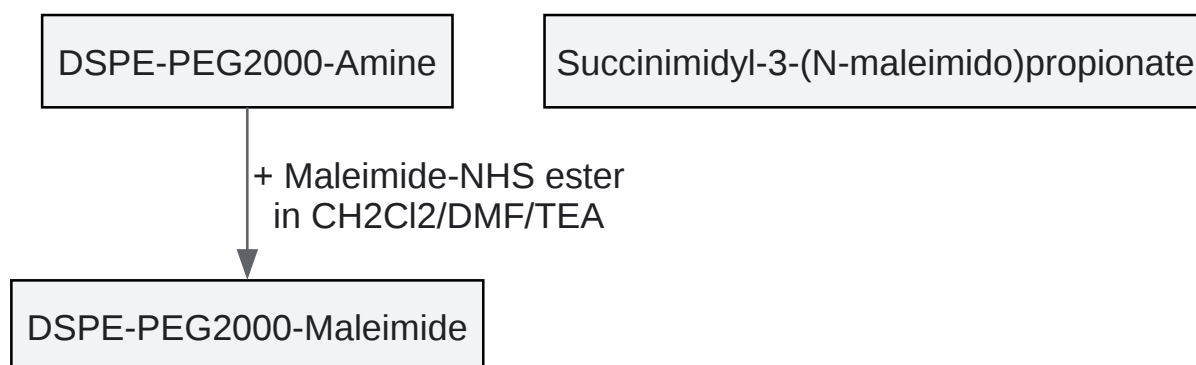 DSPE-PEG2000-Amine
Succinimidyl-3-(N-maleimido)propionate
+ Maleimide-NHS ester
in CH2Cl2/DMF/TEA
DSPE-PEG2000-Maleimide